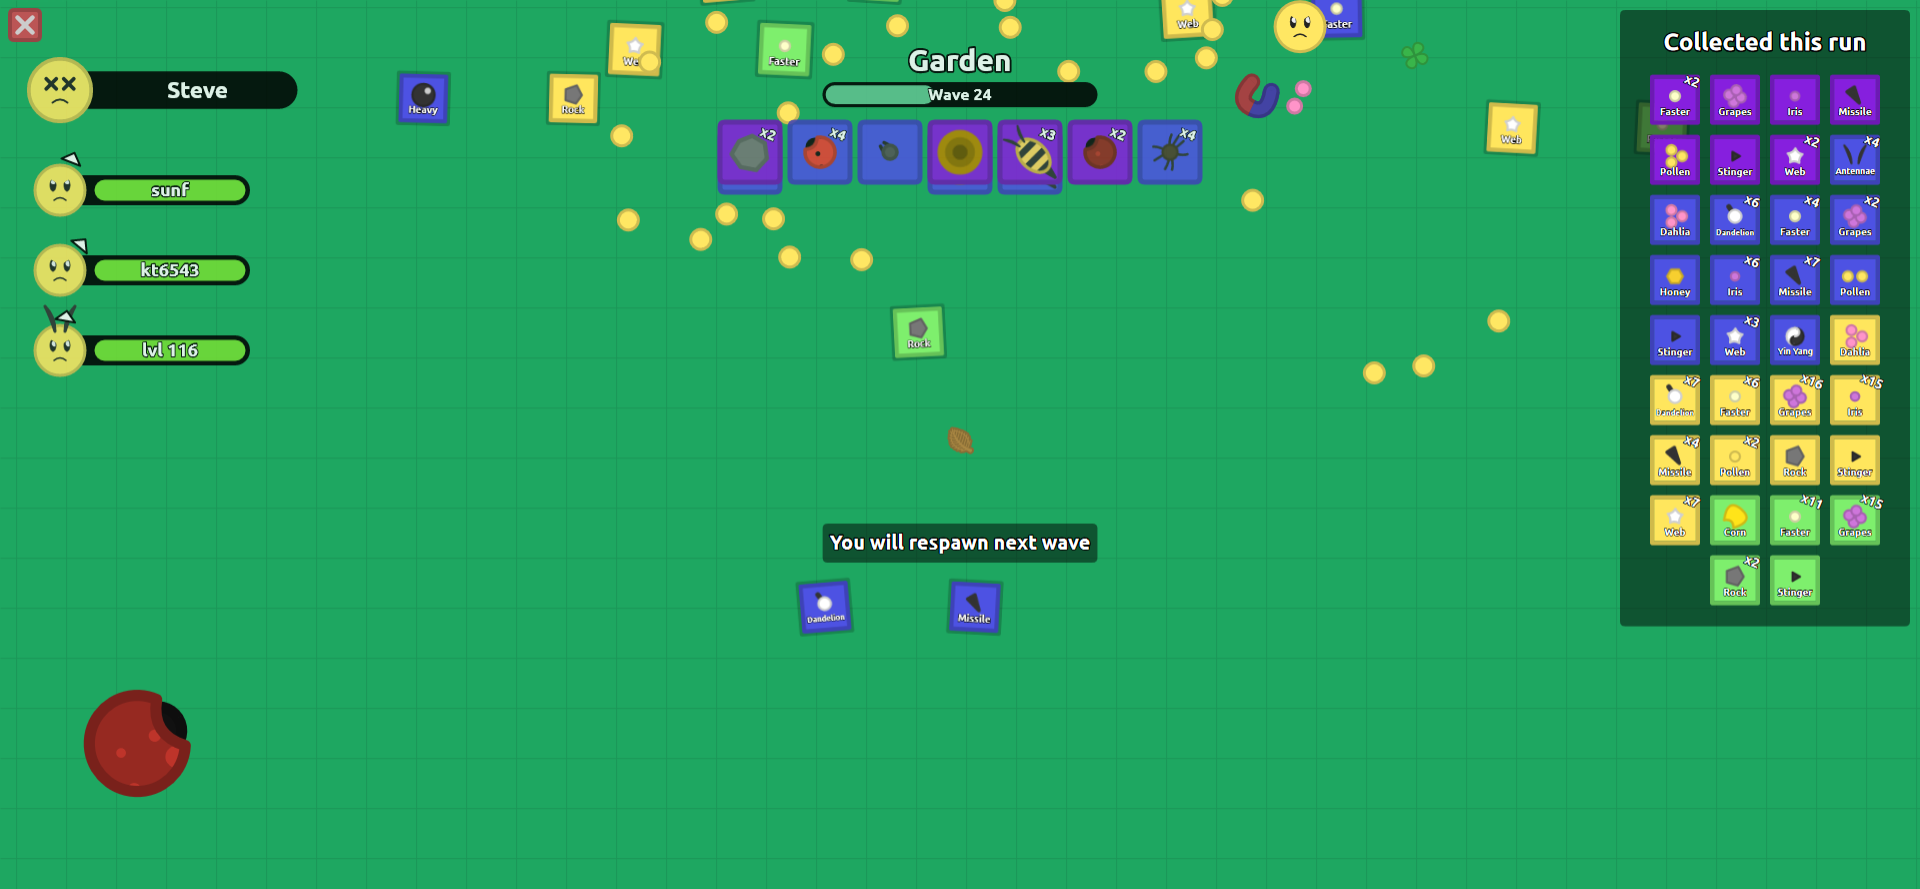 Steve
sunf
kt6543
lvl 116
Heavy
Rock
Faster
Garden
Wave 24
x2
x4
x3
x2
x4
Web
Web
Rock
You will respawn next wave
Dandelion
Missile
Collected this run
x2
Faster
Grapes
Iris
Missile
Pollen
Stinger
x2
Web
x4
Antennae
Dahlia
x6
Dandelion
x4
Faster
x2
Grapes
Honey
x6
Iris
x7
Missile
Pollen
Stinger
x3
Web
Yin Yang
Dahlia
x7
Dandelion
x6
Faster
x16
Grapes
x15
Iris
x4
Missile
x2
Pollen
Rock
Stinger
x7
Web
Corn
x11
Faster
x15
Grapes
x2
Rock
Stinger